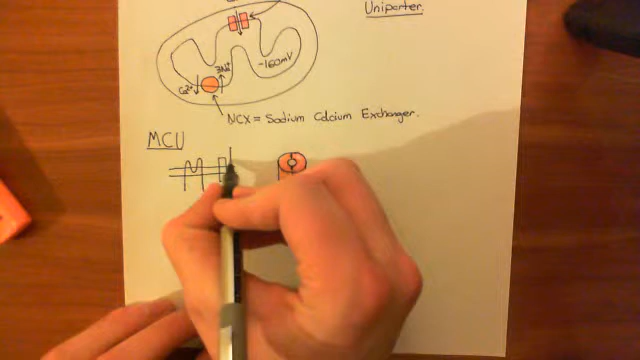 Uniporter.
-160mV
3Na⁺
Ca²⁺
NCX = Sodium Calcium Exchanger.
MCU